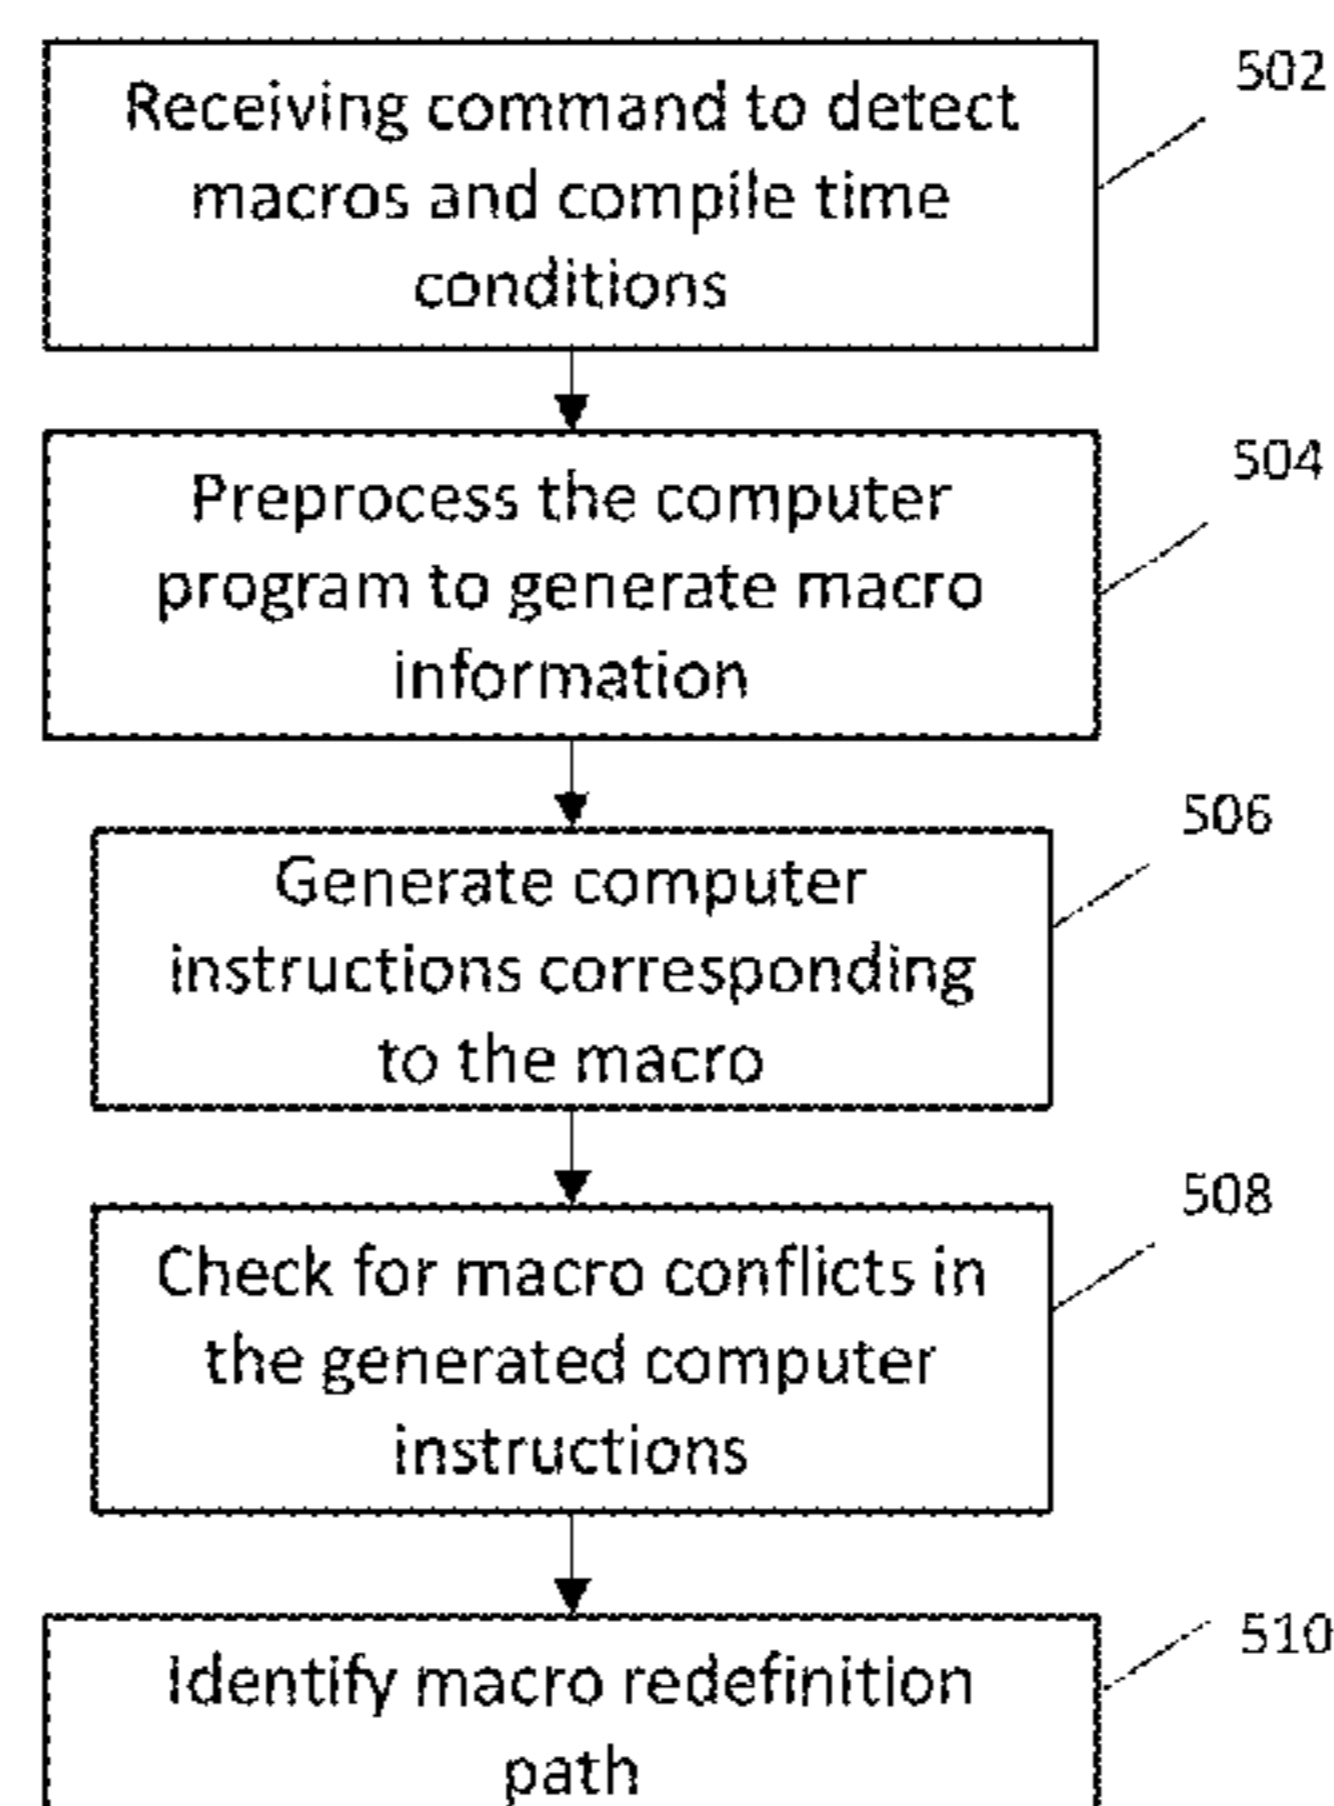 502
Receiving command to detect
macros and compile time
conditions
504
Preprocess the computer
program to generate macro
information
506
Generate computer
instructions corresponding
to the macro
508
Check for macro conflicts in
the generated computer
instructions
510
Identify macro redefinition
path